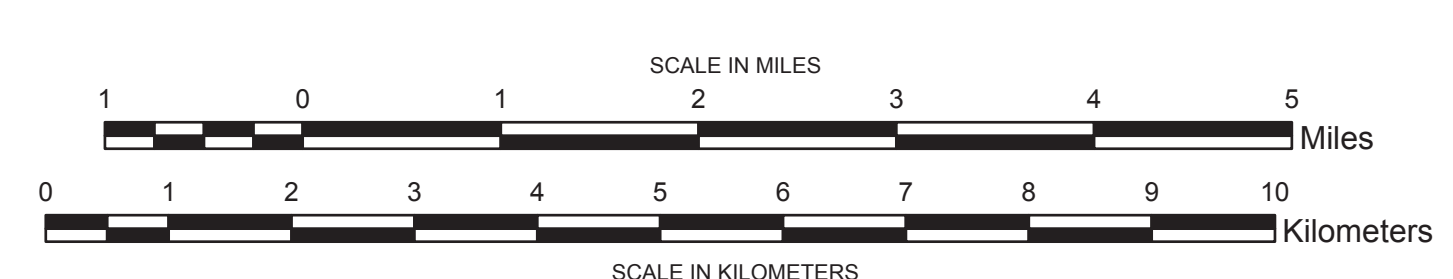 SCALE IN MILES
1 0 1 2 3 4 5
Miles
0 1 2 3 4 5 6 7 8 9 10
Kilometers
SCALE IN KILOMETERS